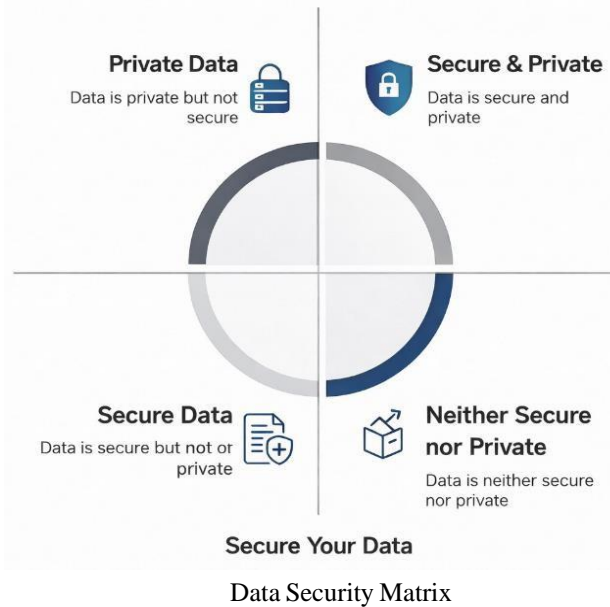 Private Data
Data is private but not
secure
Secure & Private
Data is secure and
private
Secure Data
Data is secure but not or
private
Neither Secure
nor Private
Data is neither secure
nor private
Secure Your Data
Data Security Matrix